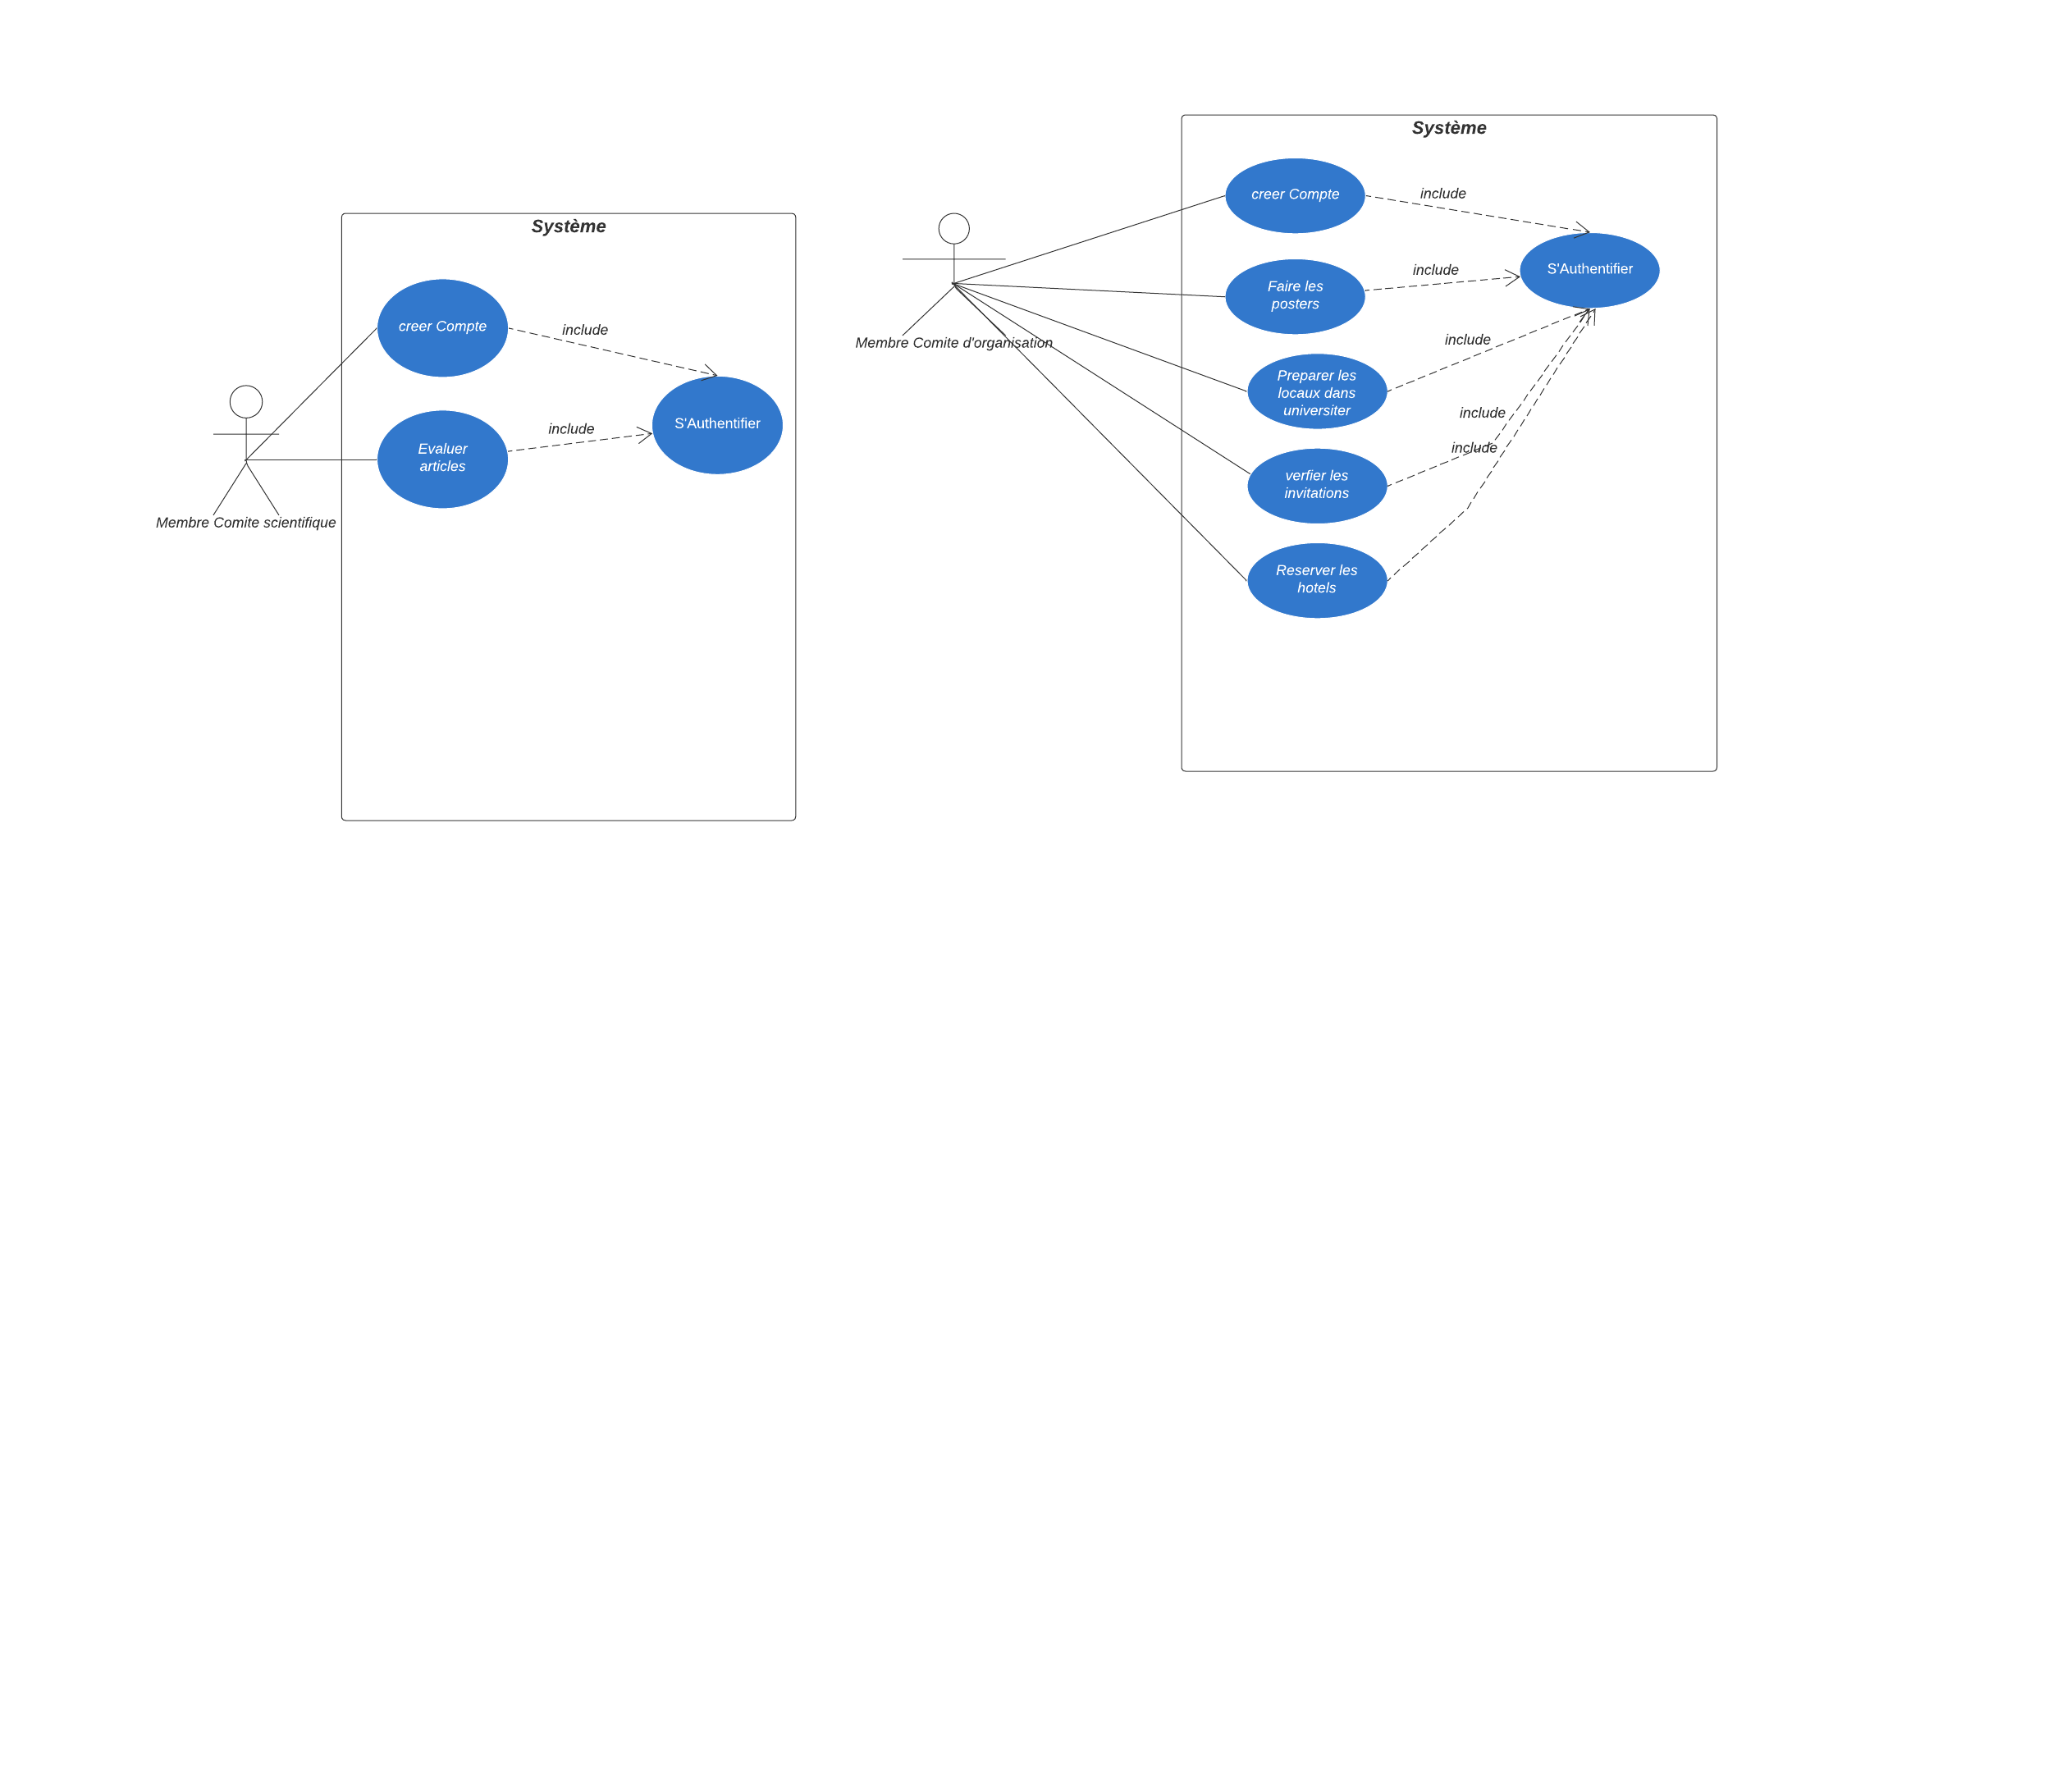 Système
creer Compte
include
S'Authentifier
include
Evaluer
articles
Membre Comite scientifique
Système
creer Compte
include
S'Authentifier
include
Faire les
posters
Membre Comite d'organisation
include
Preparer les
locaux dans
universiter
include
include
verfier les
invitations
Reserver les
hotels